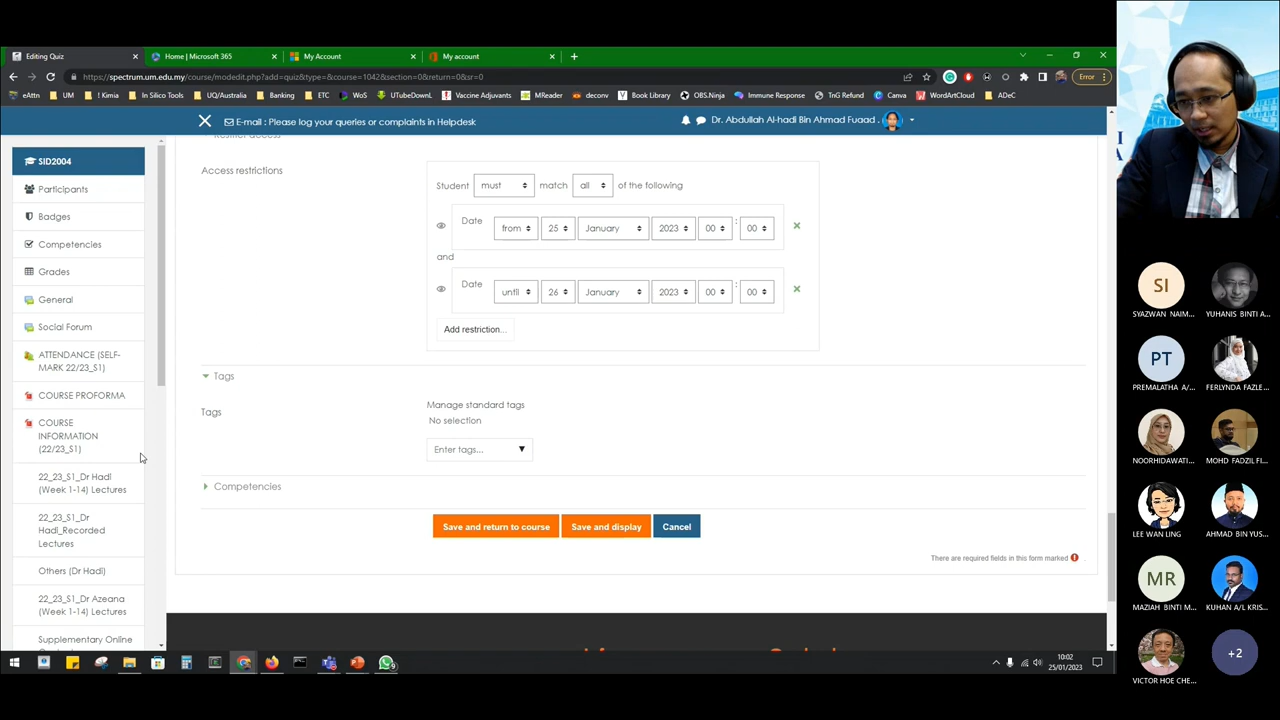 Editing Quiz
Home | Microsoft 365
My Account
My account
https://spectrum.um.edu.my/course/modedit.php?add=quiz&type=&course=1042&section=0&return=0&sr=0
Error
eAttn
UM
! Kimia
In Silico Tools
UQ/Australia
Banking
ETC
WoS
UTubeDownL
Vaccine Adjuvants
MReader
deconv
Book Library
OBS.Ninja
Immune Response
TnG Refund
Canva
WordArtCloud
ADeC
E-mail : Please log your queries or complaints in Helpdesk
Dr. Abdullah Al-hadi Bin Ahmad Fuaad .
SID2004
Participants
Badges
Competencies
Grades
General
Social Forum
ATTENDANCE (SELF-
MARK 22/23_S1)
COURSE PROFORMA
COURSE
INFORMATION
(22/23_S1)
22_23_S1_Dr Hadi
(Week 1-14) Lectures
22_23_S1_Dr
Hadi_Recorded
Lectures
Others (Dr Hadi)
22_23_S1_Dr Azeana
(Week 1-14) Lectures
Supplementary Online
Restrict access
Access restrictions
Student must match all of the following
Date from 25 January 2023 00 : 00
and
Date until 26 January 2023 00 : 00
Add restriction...
Tags
Tags
Manage standard tags
No selection
Enter tags...
Competencies
Save and return to course
Save and display
Cancel
There are required fields in this form marked
10:02
25/01/2023
SI
SYAZWAN NAIM...
YUHANIS BINTI A...
PT
PREMALATHA A/...
FERLYNDA FAZLE...
NOORHIDAWATI...
MOHD FADZIL FI...
LEE WAN LING
AHMAD BIN YUS...
MR
MAZIAH BINTI M...
KUHAN A/L KRIS...
VICTOR HOE CHE...
+2